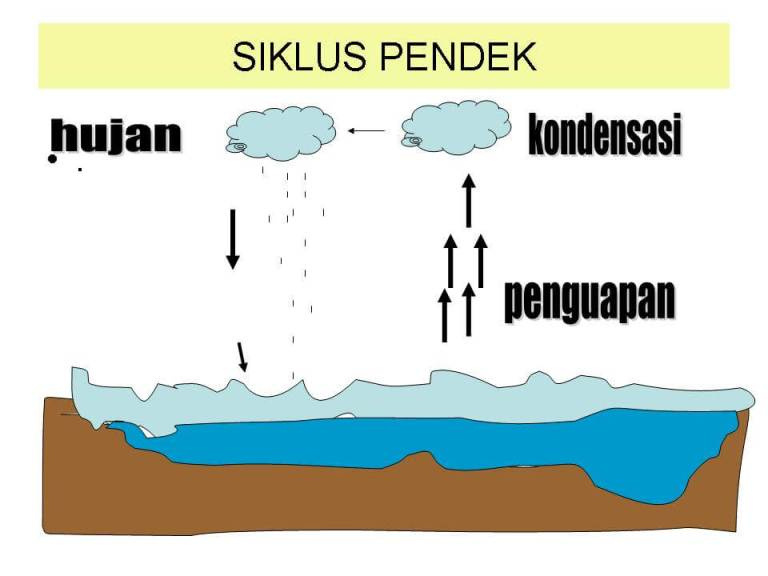 SIKLUS PENDEK
hujan
kondensasi
penguapan